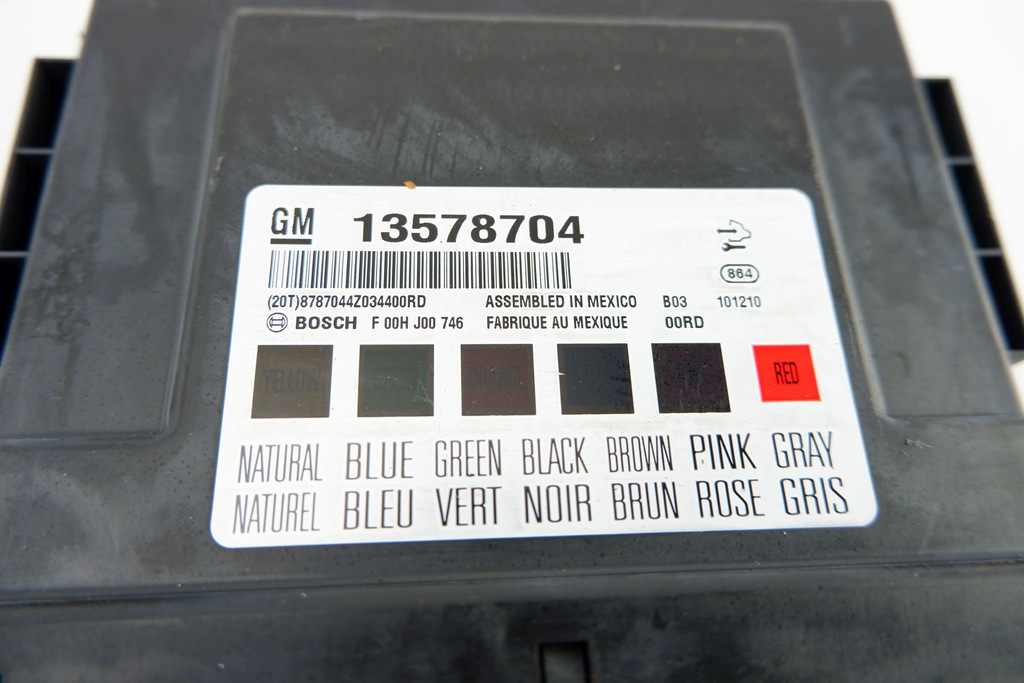 GM 13578704
864
(20T)8787044Z034400RD ASSEMBLED IN MEXICO B03 101210
BOSCH F 00H J00 746 FABRIQUE AU MEXIQUE 00RD
YELLOW RED
NATURAL BLUE GREEN BLACK BROWN PINK GRAY
NATUREL BLEU VERT NOIR BRUN ROSE GRIS